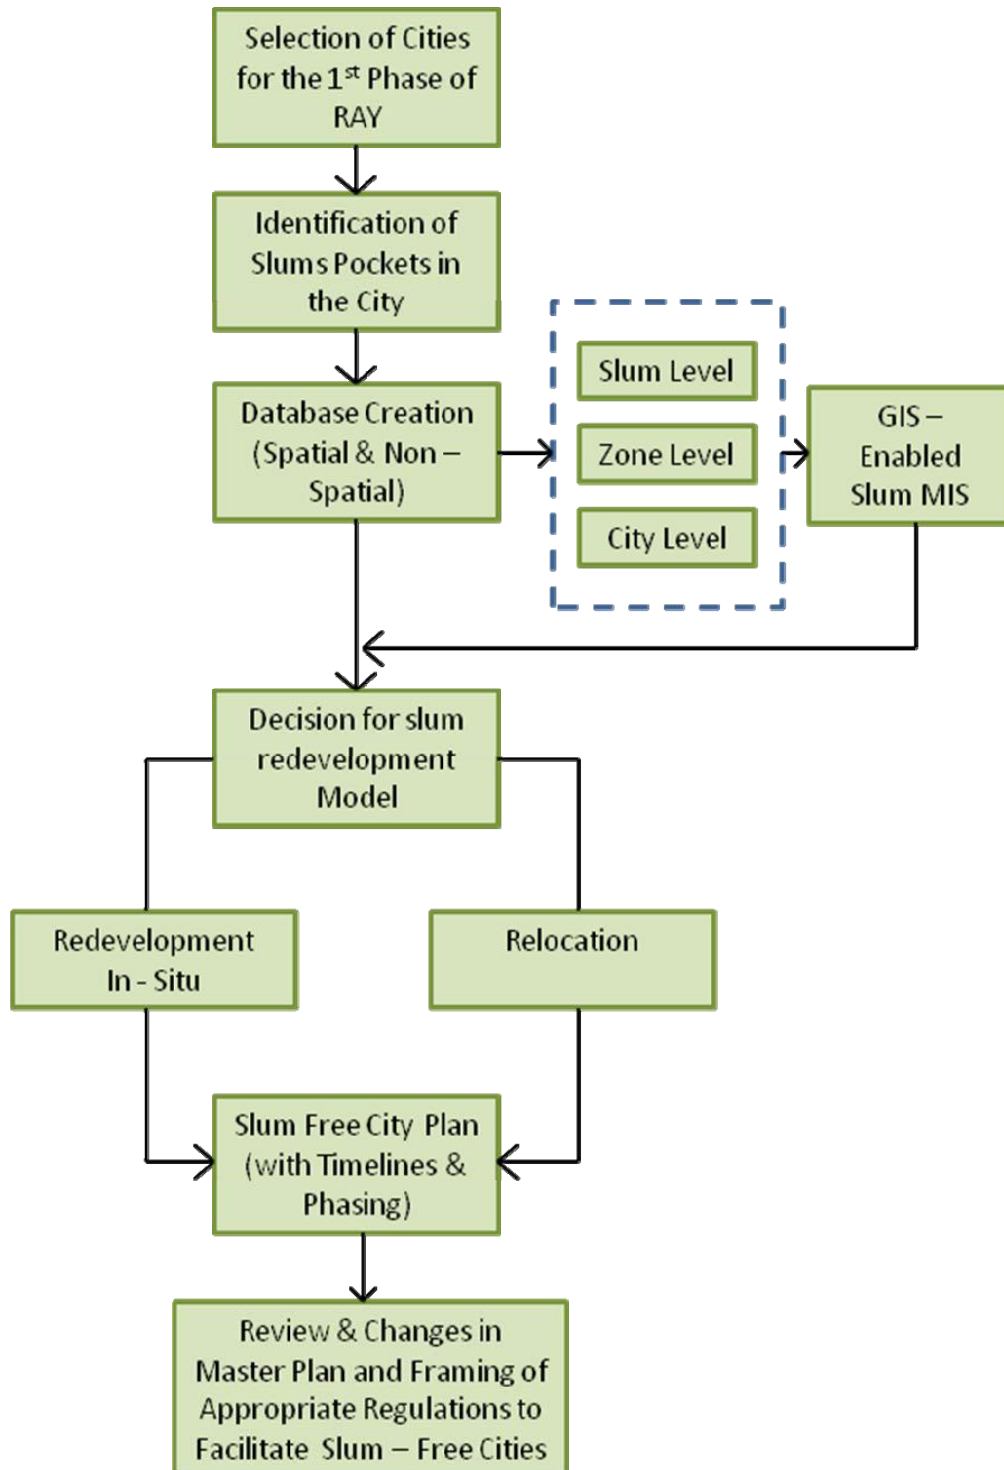 Selection of Cities
for the 1st Phase of
RAY
Identification of
Slums Pockets in
the City
Database Creation
(Spatial & Non –
Spatial)
Slum Level
Zone Level
City Level
GIS –
Enabled
Slum MIS
Decision for slum
redevelopment
Model
Redevelopment
In - Situ
Relocation
Slum Free City Plan
(with Timelines &
Phasing)
Review & Changes in
Master Plan and Framing of
Appropriate Regulations to
Facilitate Slum – Free Cities